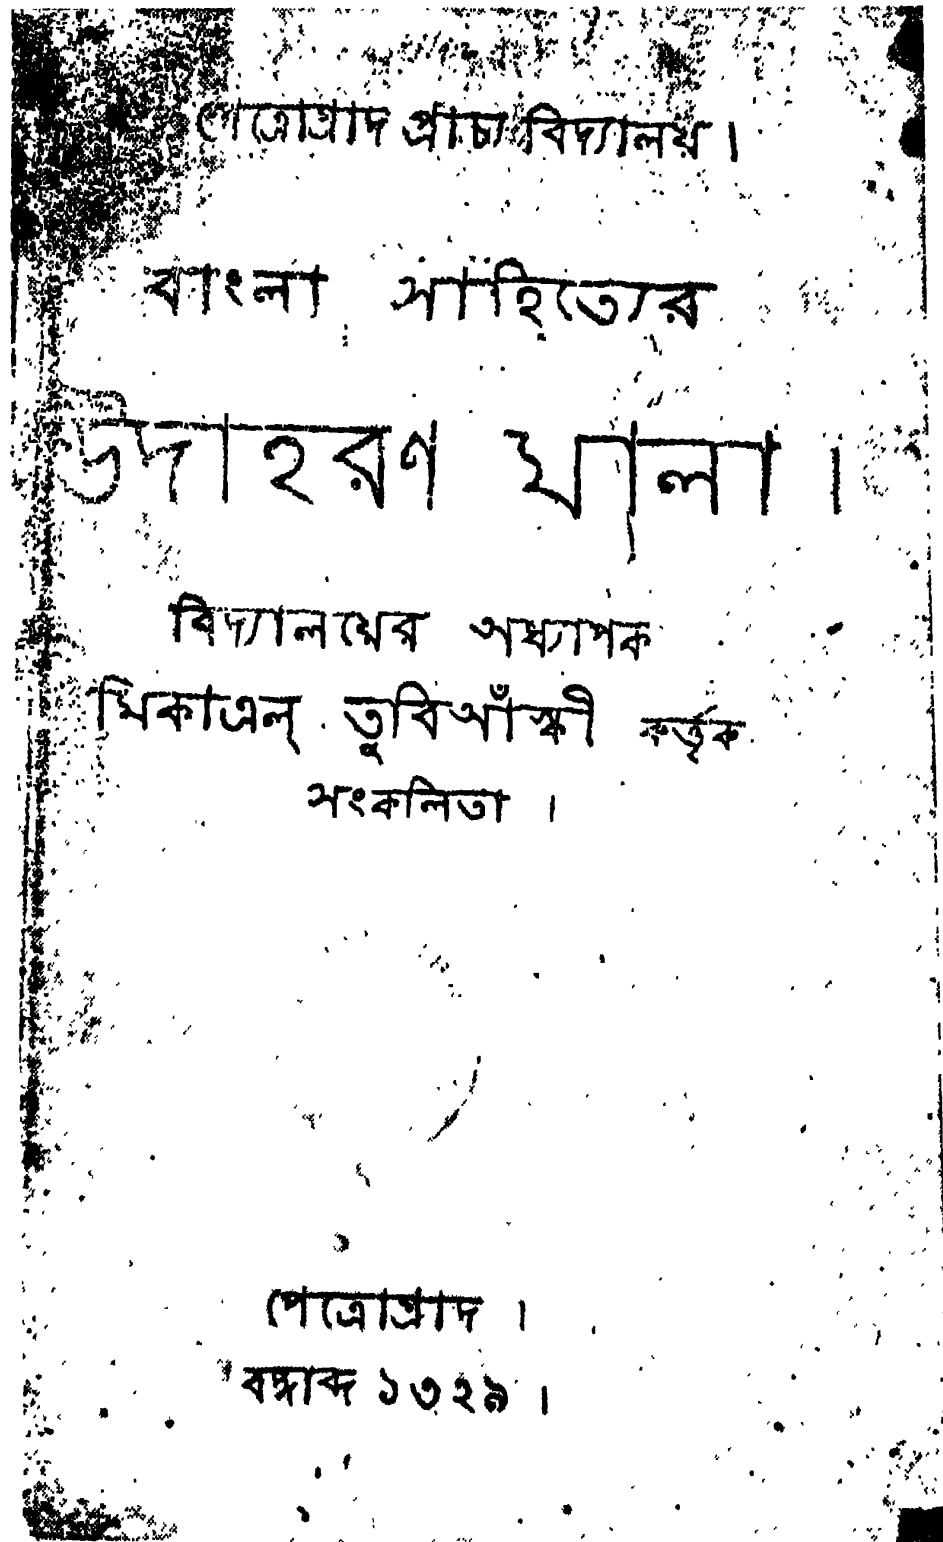 পেত্রোগ্রাদ প্রাচ্য বিদ্যালয় ।
বাংলা সাহিত্যের
উদাহরণ মালা ।
বিদ্যালয়ের অধ্যাপক
মিকাএল্ তুবিআঁস্কী কর্ত্তৃক
সংকলিতা ।
পেত্রোগ্রাদ ।
বঙ্গাব্দ ১৩২৯ ।